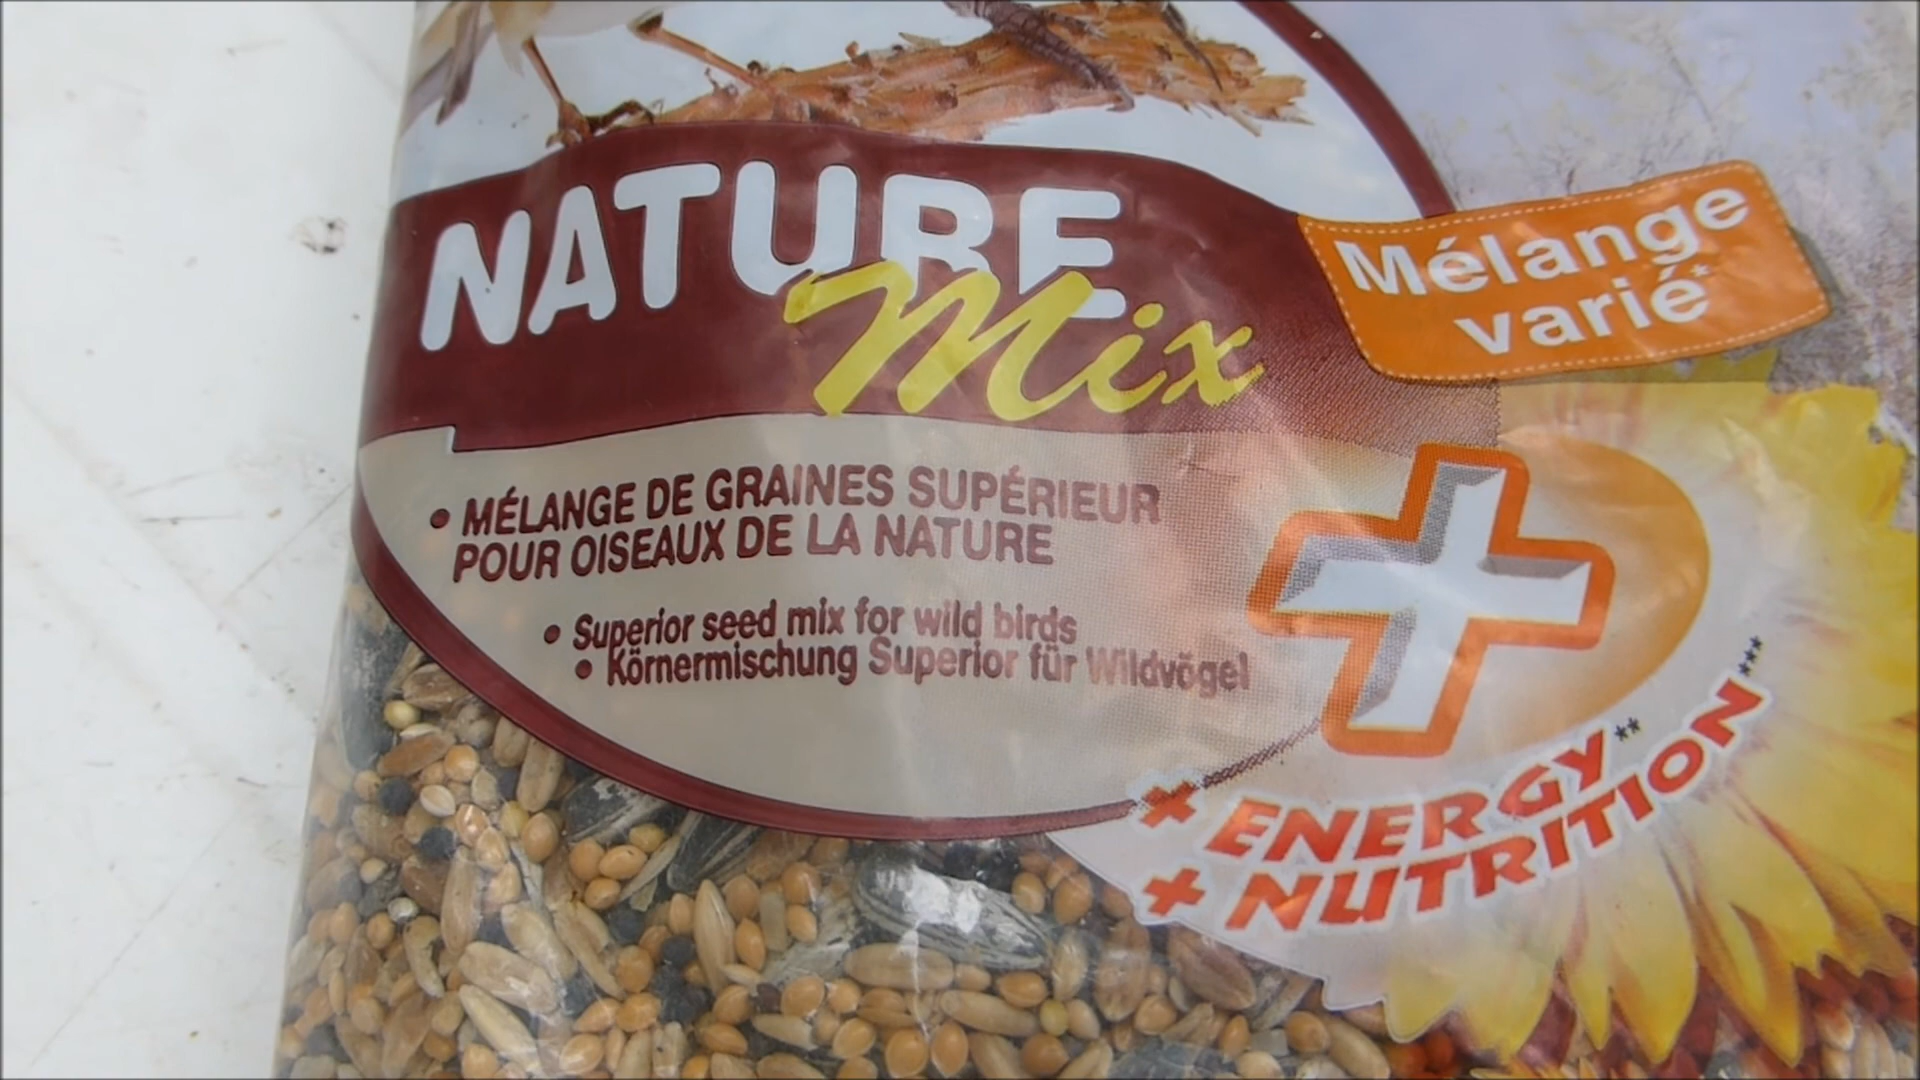 NATURE
Mix
Mélange
varié*
• MÉLANGE DE GRAINES SUPÉRIEUR
POUR OISEAUX DE LA NATURE
• Superior seed mix for wild birds
• Körnermischung Superior für Wildvögel
+ ENERGY**
+ NUTRITION***